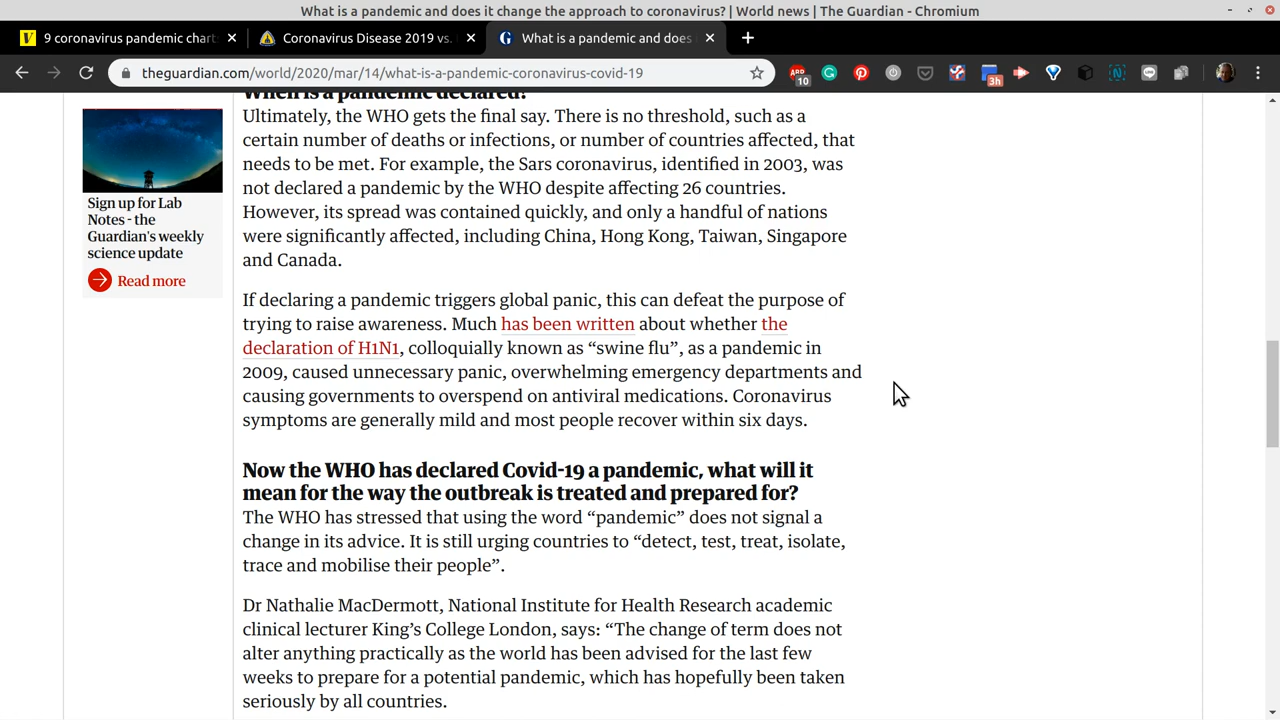 What is a pandemic and does it change the approach to coronavirus? | World news | The Guardian - Chromium
9 coronavirus pandemic chart
Coronavirus Disease 2019 vs.
What is a pandemic and does
theguardian.com/world/2020/mar/14/what-is-a-pandemic-coronavirus-covid-19
ABP
10
3h
When is a pandemic declared?
Ultimately, the WHO gets the final say. There is no threshold, such as a
certain number of deaths or infections, or number of countries affected, that
needs to be met. For example, the Sars coronavirus, identified in 2003, was
not declared a pandemic by the WHO despite affecting 26 countries.
However, its spread was contained quickly, and only a handful of nations
were significantly affected, including China, Hong Kong, Taiwan, Singapore
and Canada.
Sign up for Lab
Notes - the
Guardian's weekly
science update
Read more
If declaring a pandemic triggers global panic, this can defeat the purpose of
trying to raise awareness. Much has been written about whether the
declaration of H1N1, colloquially known as “swine flu”, as a pandemic in
2009, caused unnecessary panic, overwhelming emergency departments and
causing governments to overspend on antiviral medications. Coronavirus
symptoms are generally mild and most people recover within six days.
Now the WHO has declared Covid-19 a pandemic, what will it
mean for the way the outbreak is treated and prepared for?
The WHO has stressed that using the word “pandemic” does not signal a
change in its advice. It is still urging countries to “detect, test, treat, isolate,
trace and mobilise their people”.
Dr Nathalie MacDermott, National Institute for Health Research academic
clinical lecturer King’s College London, says: “The change of term does not
alter anything practically as the world has been advised for the last few
weeks to prepare for a potential pandemic, which has hopefully been taken
seriously by all countries.